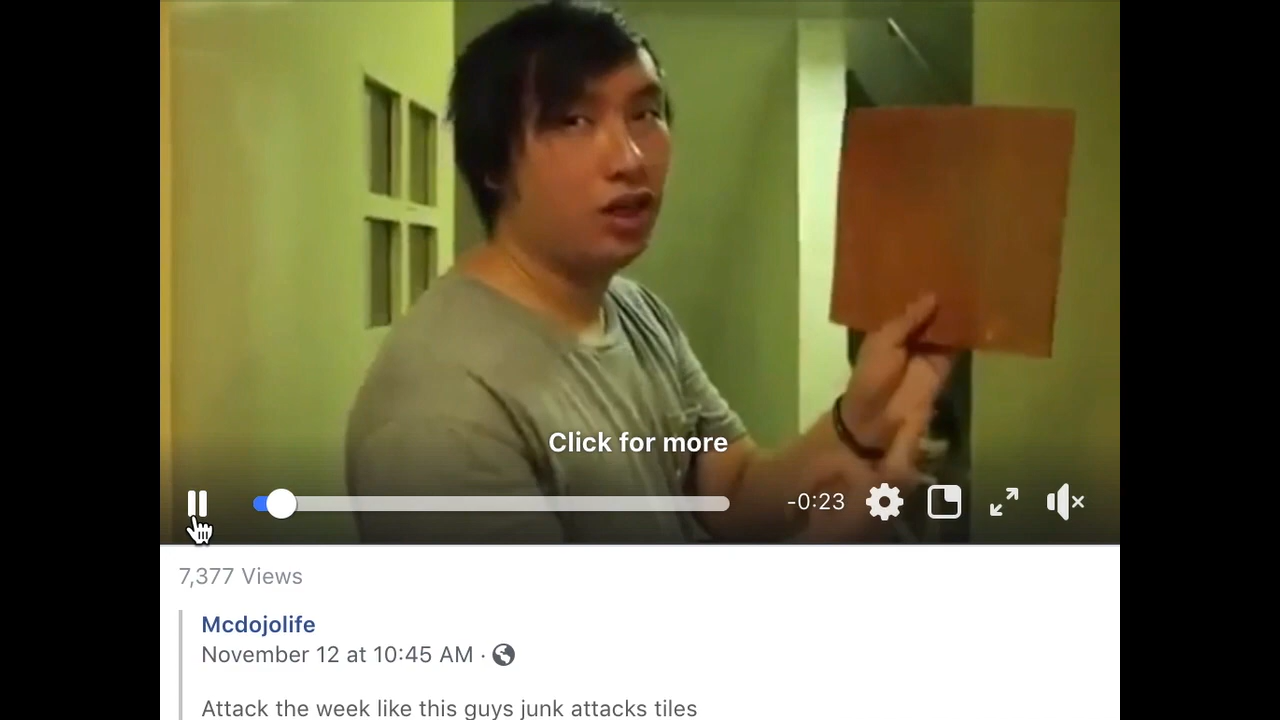 Click for more
-0:23
7,377 Views
Mcdojolife
November 12 at 10:45 AM ·
Attack the week like this guys junk attacks tiles